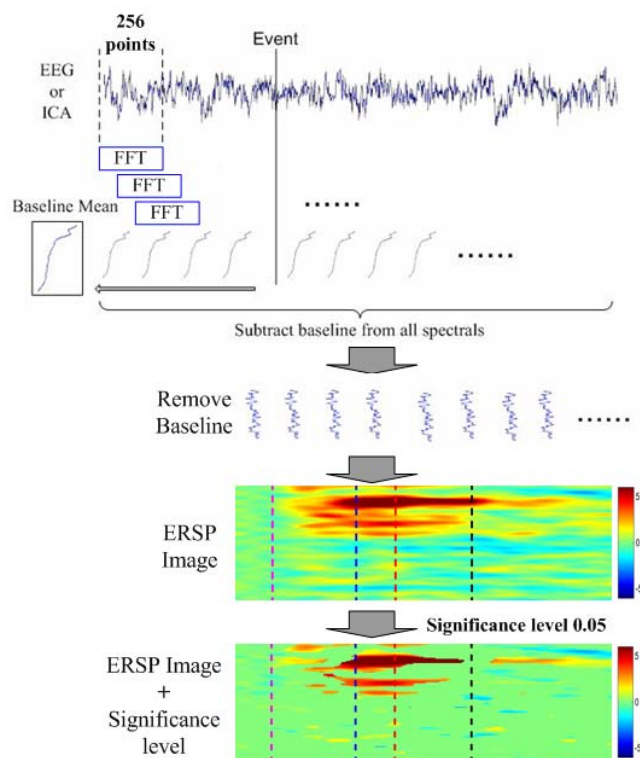 256
points
Event
EEG
or
ICA
FFT
FFT
FFT
Baseline Mean
......
......
Subtract baseline from all spectrals
Remove
Baseline
......
ERSP
Image
5
0
-5
Significance level 0.05
ERSP Image
+
Significance
level
5
0
-5